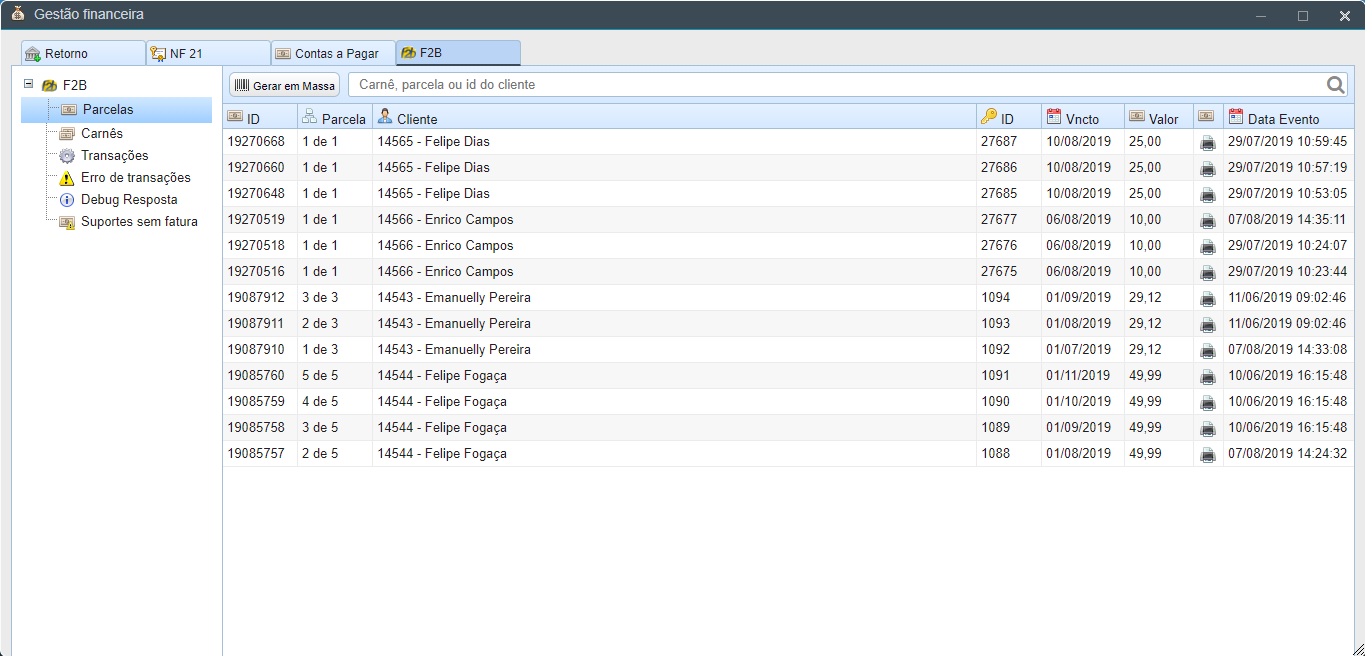 Gestão financeira
Retorno NF 21 Contas a Pagar F2B
F2B
Parcelas
Carnês
Transações
Erro de transações
Debug Resposta
Suportes sem fatura
Gerar em Massa Carnê, parcela ou id do cliente
ID Parcela Cliente ID Vncto Valor Data Evento
19270668 1 de 1 14565 - Felipe Dias 27687 10/08/2019 25,00 29/07/2019 10:59:45
19270660 1 de 1 14565 - Felipe Dias 27686 10/08/2019 25,00 29/07/2019 10:57:19
19270648 1 de 1 14565 - Felipe Dias 27685 10/08/2019 25,00 29/07/2019 10:53:05
19270519 1 de 1 14566 - Enrico Campos 27677 06/08/2019 10,00 07/08/2019 14:35:11
19270518 1 de 1 14566 - Enrico Campos 27676 06/08/2019 10,00 29/07/2019 10:24:07
19270516 1 de 1 14566 - Enrico Campos 27675 06/08/2019 10,00 29/07/2019 10:23:44
19087912 3 de 3 14543 - Emanuelly Pereira 1094 01/09/2019 29,12 11/06/2019 09:02:46
19087911 2 de 3 14543 - Emanuelly Pereira 1093 01/08/2019 29,12 11/06/2019 09:02:46
19087910 1 de 3 14543 - Emanuelly Pereira 1092 01/07/2019 29,12 07/08/2019 14:33:08
19085760 5 de 5 14544 - Felipe Fogaça 1091 01/11/2019 49,99 10/06/2019 16:15:48
19085759 4 de 5 14544 - Felipe Fogaça 1090 01/10/2019 49,99 10/06/2019 16:15:48
19085758 3 de 5 14544 - Felipe Fogaça 1089 01/09/2019 49,99 10/06/2019 16:15:48
19085757 2 de 5 14544 - Felipe Fogaça 1088 01/08/2019 49,99 07/08/2019 14:24:32